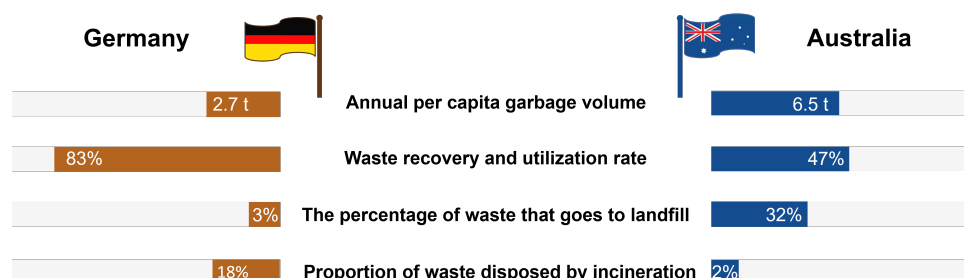 Germany
Australia
2.7 t Annual per capita garbage volume 6.5 t
83% Waste recovery and utilization rate 47%
3% The percentage of waste that goes to landfill 32%
18% Proportion of waste disposed by incineration 2%